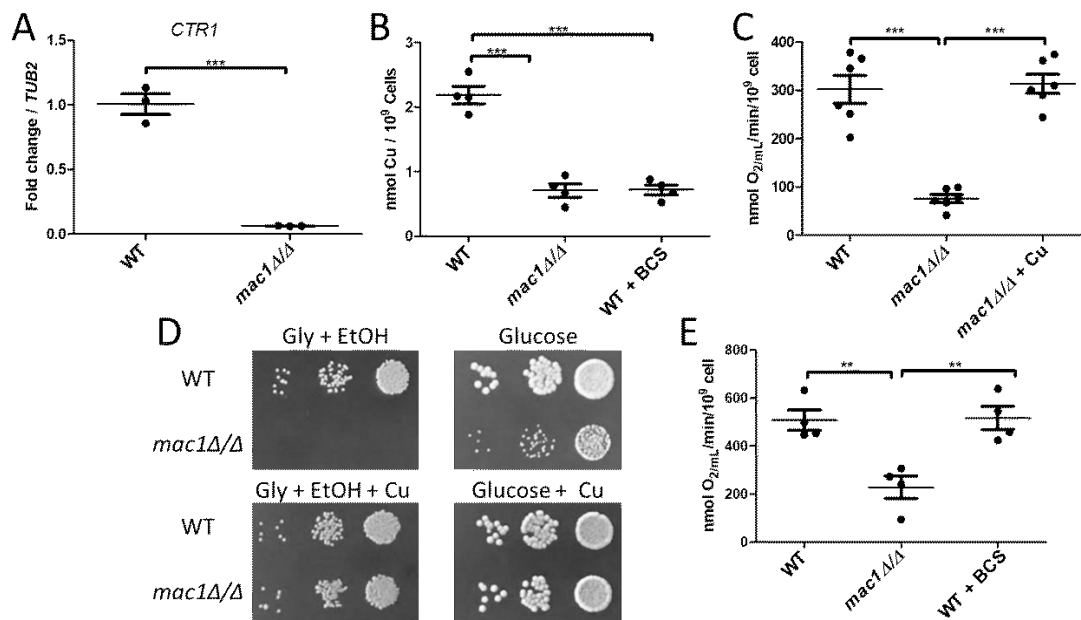 A
CTR1
***
Fold change / TUB2
1.5
1.0
0.5
0.0
WT
mac1Δ/Δ
B
***
***
nmol Cu / 10⁹ Cells
3
2
1
0
WT
mac1Δ/Δ
WT + BCS
C
***
***
nmol O₂/mL/min/10⁹ cell
400
300
200
100
0
WT
mac1Δ/Δ
mac1Δ/Δ + Cu
D
Gly + EtOH
Glucose
WT
mac1Δ/Δ
Gly + EtOH + Cu
Glucose + Cu
WT
mac1Δ/Δ
E
**
**
nmol O₂/mL/min/10⁹ cell
800
600
400
200
0
WT
mac1Δ/Δ
WT + BCS